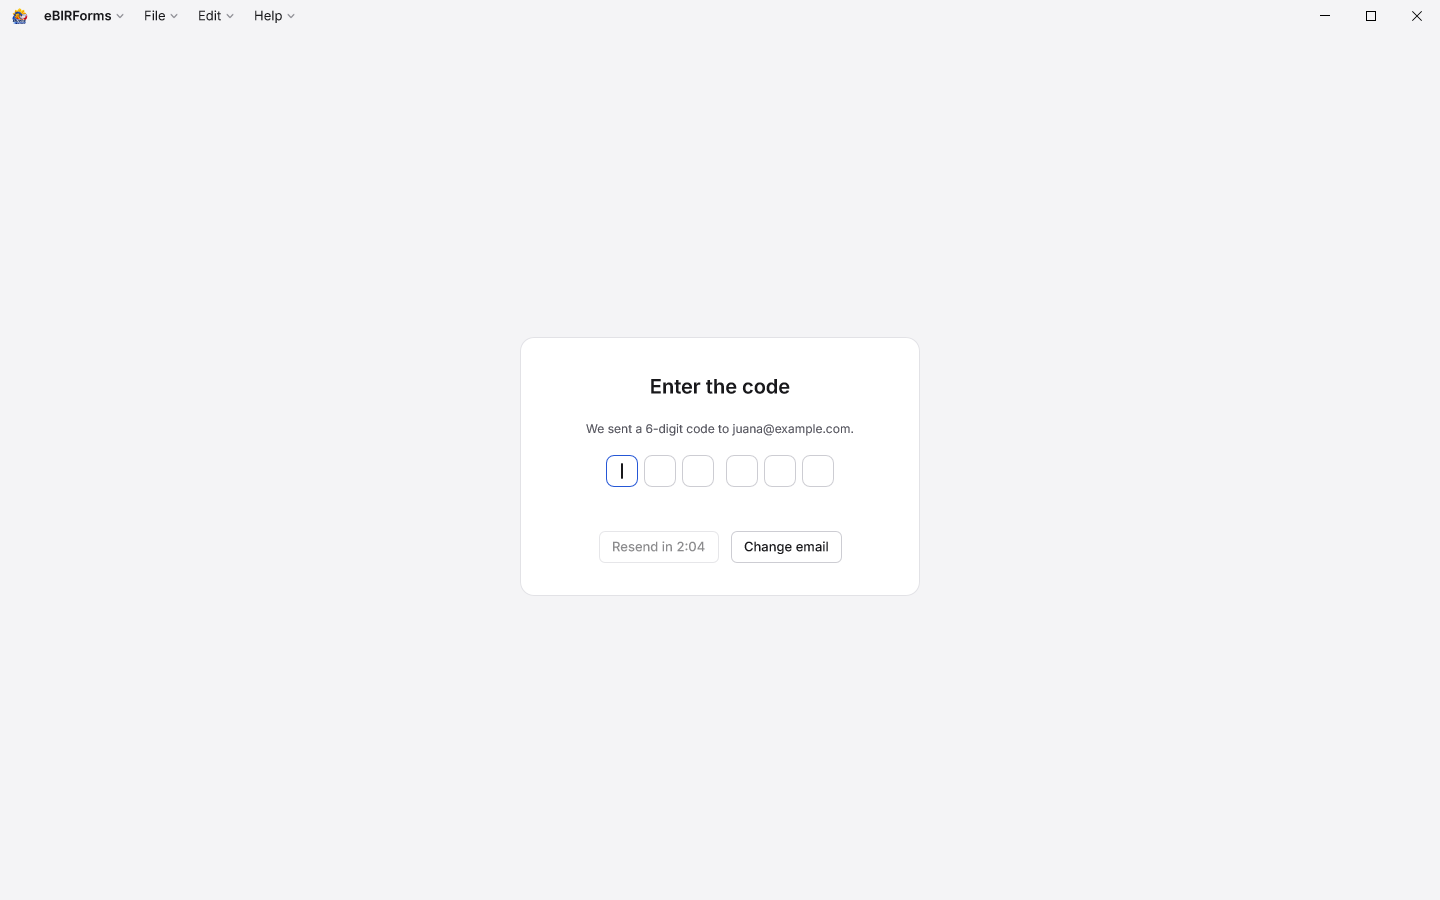 eBIRForms File Edit Help
Enter the code
We sent a 6-digit code to juana@example.com.
Resend in 2:04 Change email